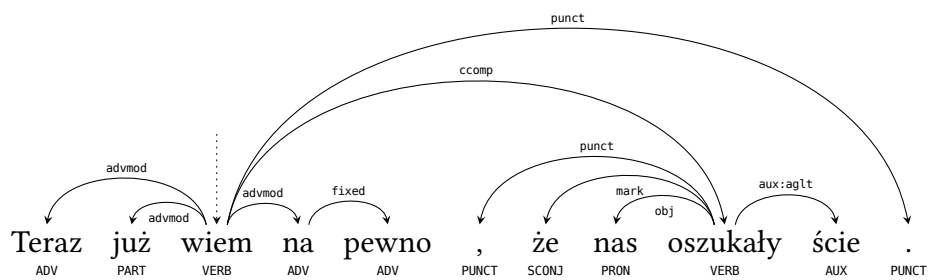 punct
ccomp
punct
advmod
aux:aglt
advmod
fixed
mark
advmod
obj
Teraz już wiem na pewno , że nas oszukały ście .
ADV PART VERB ADV ADV PUNCT SCONJ PRON VERB AUX PUNCT